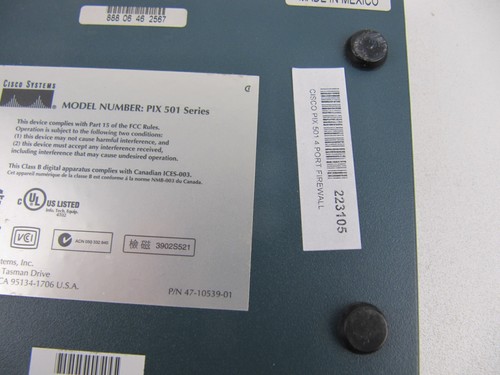 888 06 46 2567
MADE IN MEXICO
CISCO SYSTEMS
MODEL NUMBER: PIX 501 Series
This device complies with Part 15 of the FCC Rules.
Operation is subject to the following two conditions:
(1) this device may not cause harmful interference, and
(2) this device must accept any interference received,
including interference that may cause undesired operation.
This Class B digital apparatus complies with Canadian ICES-003.
Cet appareil numérique de la classe B est conforme à la norme NMB-003 du Canada.
C UL US LISTED
Info. Tech. Equip.
VCI
檢磁 3902S521
stems, Inc.
Tasman Drive
CA 95134-1706 U.S.A.
P/N 47-10539-01
CISCO PIX 501 4 PORT FIREWALL
223105